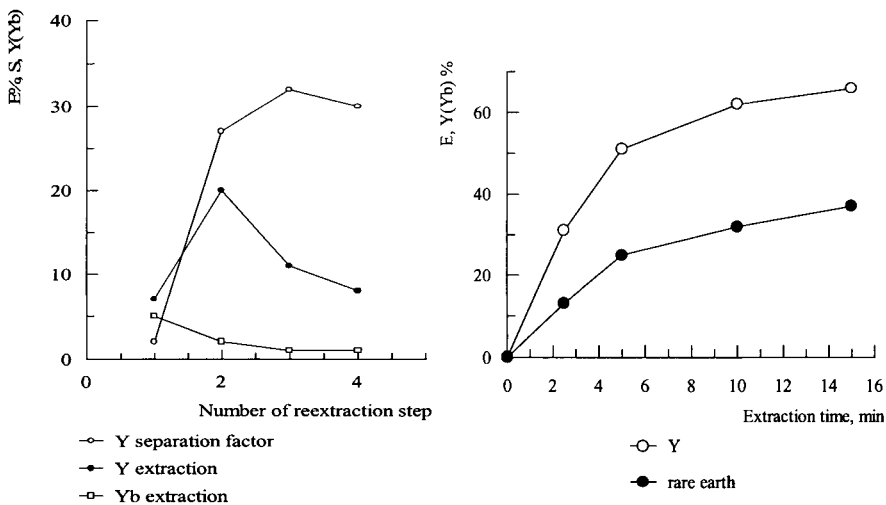 E%, S, Y(Yb)
40
30
20
10
0
0
2
4
Number of reextraction step
Y separation factor
Y extraction
Yb extraction
E, Y(Yb) %
60
40
20
0
0 2 4 6 8 10 12 14 16
Extraction time, min
Y
rare earth